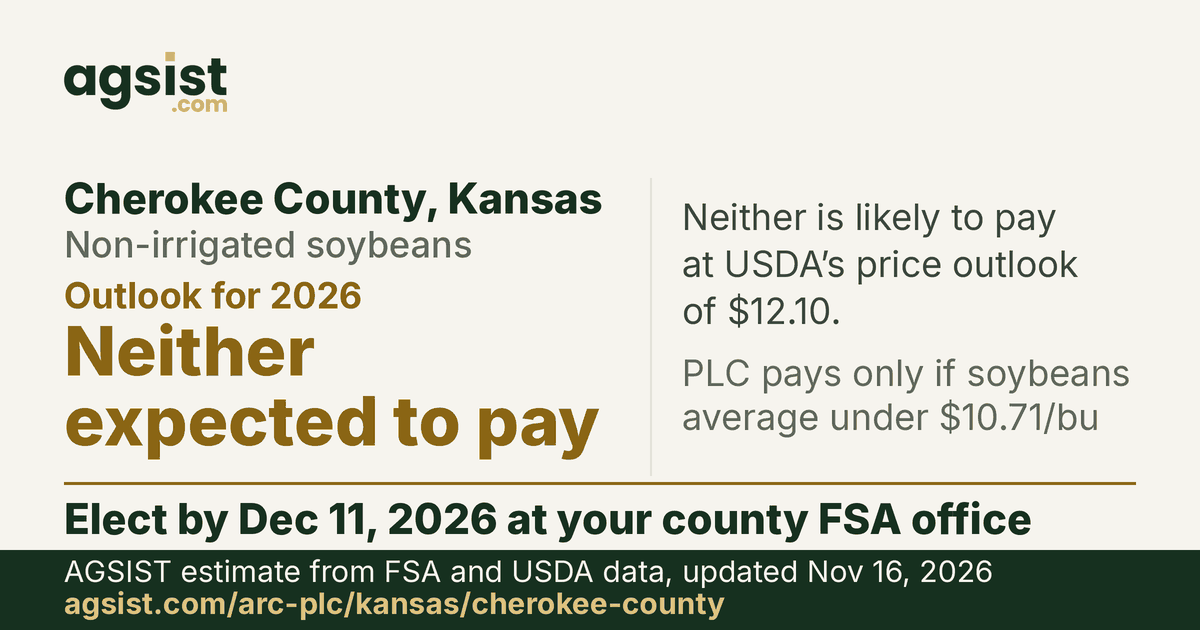 agsist
.com
Cherokee County, Kansas
Non-irrigated soybeans
Outlook for 2026
Neither
expected to pay
Neither is likely to pay
at USDA’s price outlook
of $12.10.
PLC pays only if soybeans
average under $10.71/bu
Elect by Dec 11, 2026 at your county FSA office
AGSIST estimate from FSA and USDA data, updated Nov 16, 2026
agsist.com/arc-plc/kansas/cherokee-county